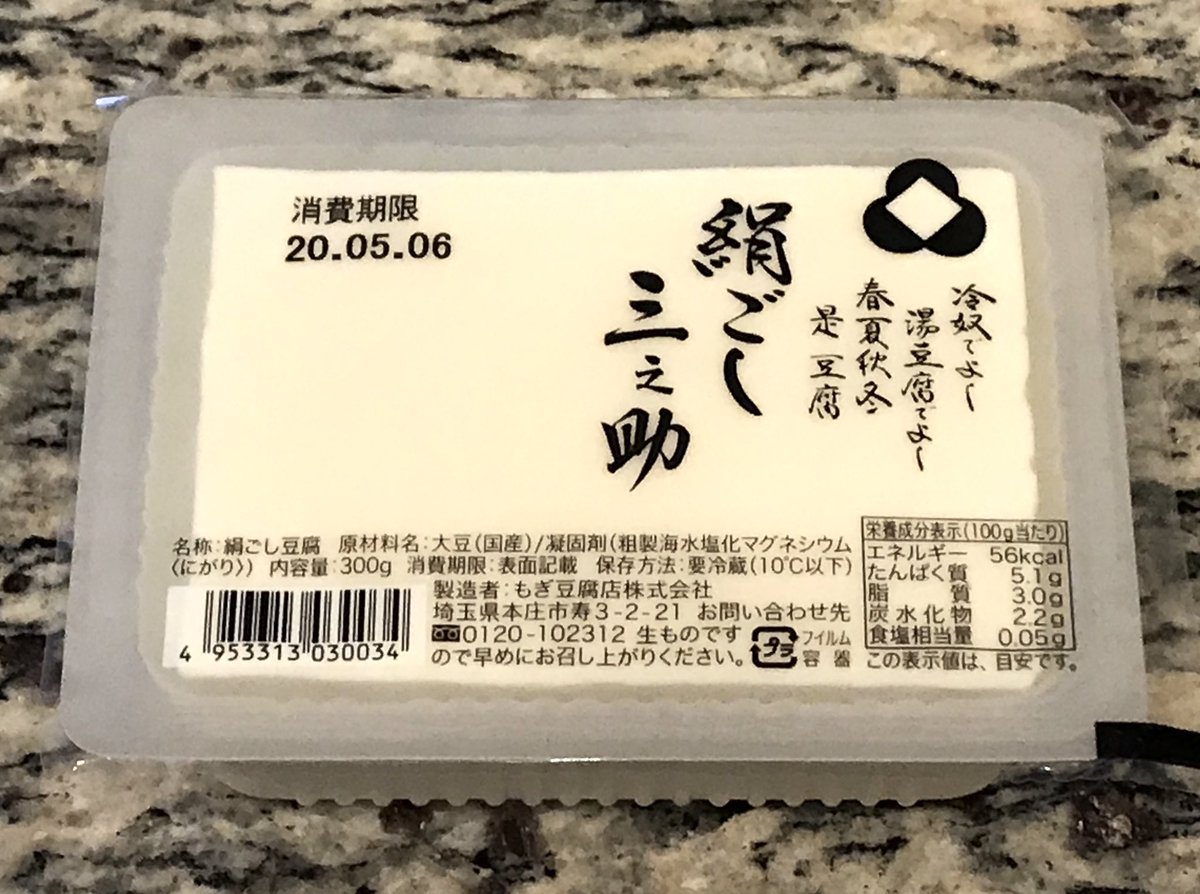 消費期限
20.05.06
絹ごし
三之助
冷奴でよし
湯豆腐でよし
春夏秋冬
是豆腐
名称:絹ごし豆腐 原材料名:大豆(国産)/凝固剤(粗製海水塩化マグネシウム
〈にがり〉) 内容量:300g 消費期限:表面記載 保存方法:要冷蔵(10℃以下)
製造者:もぎ豆腐店株式会社
埼玉県本庄市寿3-2-21 お問い合わせ先
0120-102312 生ものです
ので早めにお召し上がりください。
プラ
フィルム
容器
4 953313 030034
栄養成分表示(100g当たり)
エネルギー 56kcal
たんぱく質 5.1g
脂質 3.0g
炭水化物 2.2g
食塩相当量 0.05g
この表示値は、目安です。